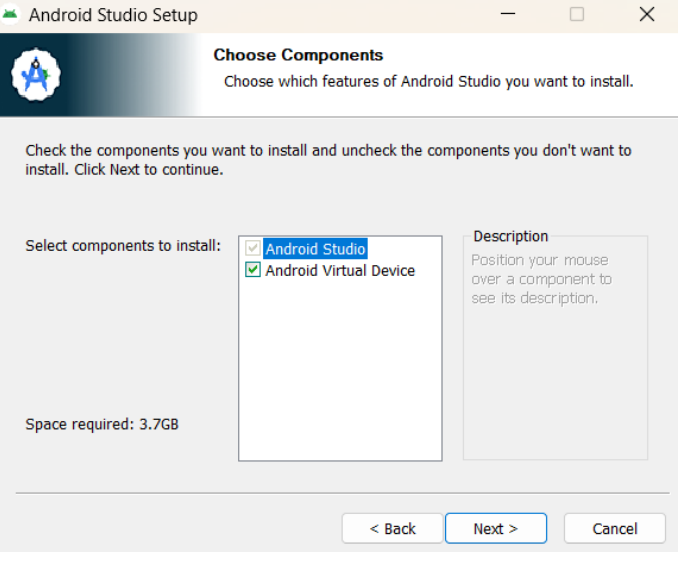 Android Studio Setup
Choose Components
Choose which features of Android Studio you want to install.
Check the components you want to install and uncheck the components you don't want to
install. Click Next to continue.
Select components to install:
Android Studio
Android Virtual Device
Description
Position your mouse
over a component to
see its description.
Space required: 3.7GB
< Back
Next >
Cancel